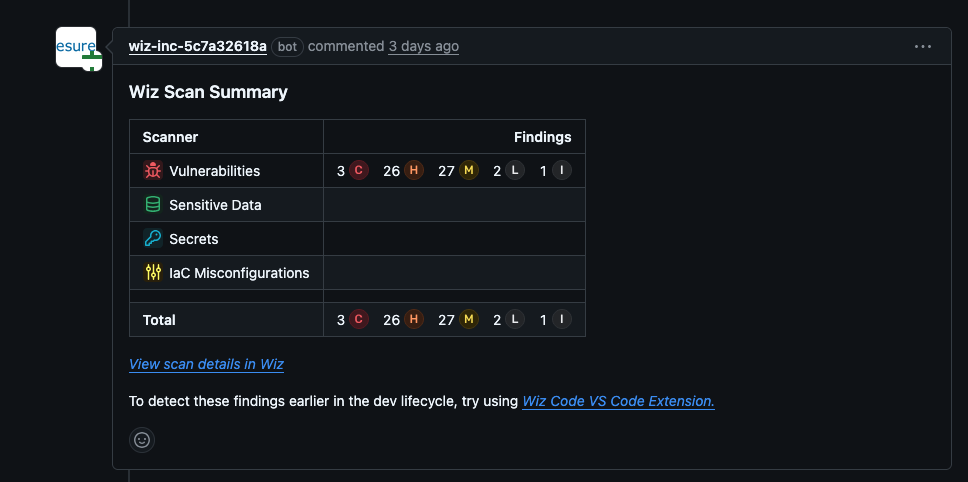 esure
wiz-inc-5c7a32618a bot commented 3 days ago
Wiz Scan Summary
Scanner Findings
Vulnerabilities 3 C 26 H 27 M 2 L 1 I
Sensitive Data
Secrets
IaC Misconfigurations
Total 3 C 26 H 27 M 2 L 1 I
View scan details in Wiz
To detect these findings earlier in the dev lifecycle, try using Wiz Code VS Code Extension.